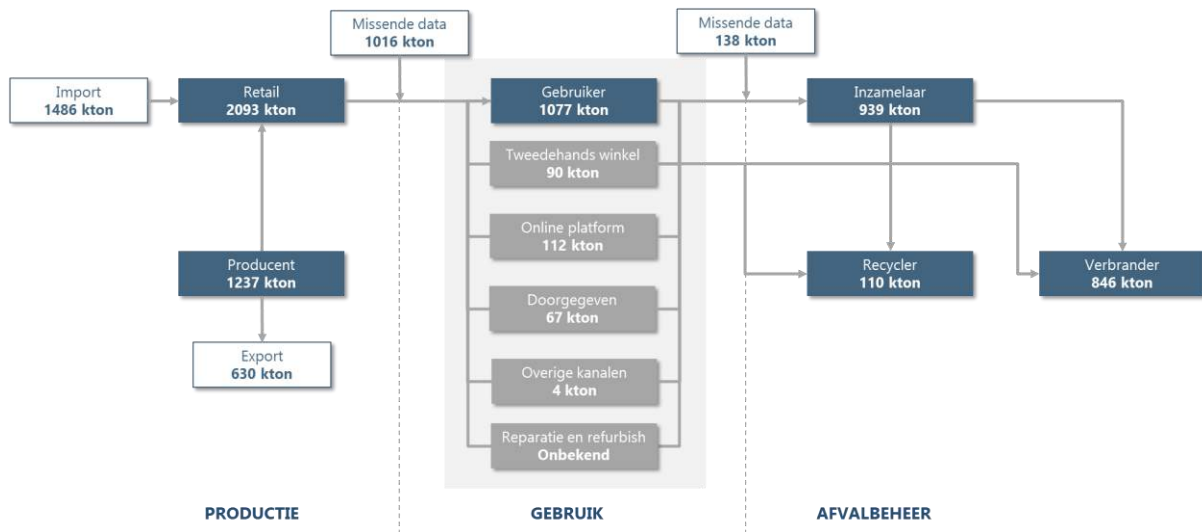 Missende data
1016 kton
Missende data
138 kton
Import
1486 kton
Retail
2093 kton
Gebruiker
1077 kton
Inzamelaar
939 kton
Tweedehands winkel
90 kton
Online platform
112 kton
Producent
1237 kton
Recycler
110 kton
Verbrander
846 kton
Doorgegeven
67 kton
Export
630 kton
Overige kanalen
4 kton
Reparatie en refurbish
Onbekend
PRODUCTIE
GEBRUIK
AFVALBEHEER